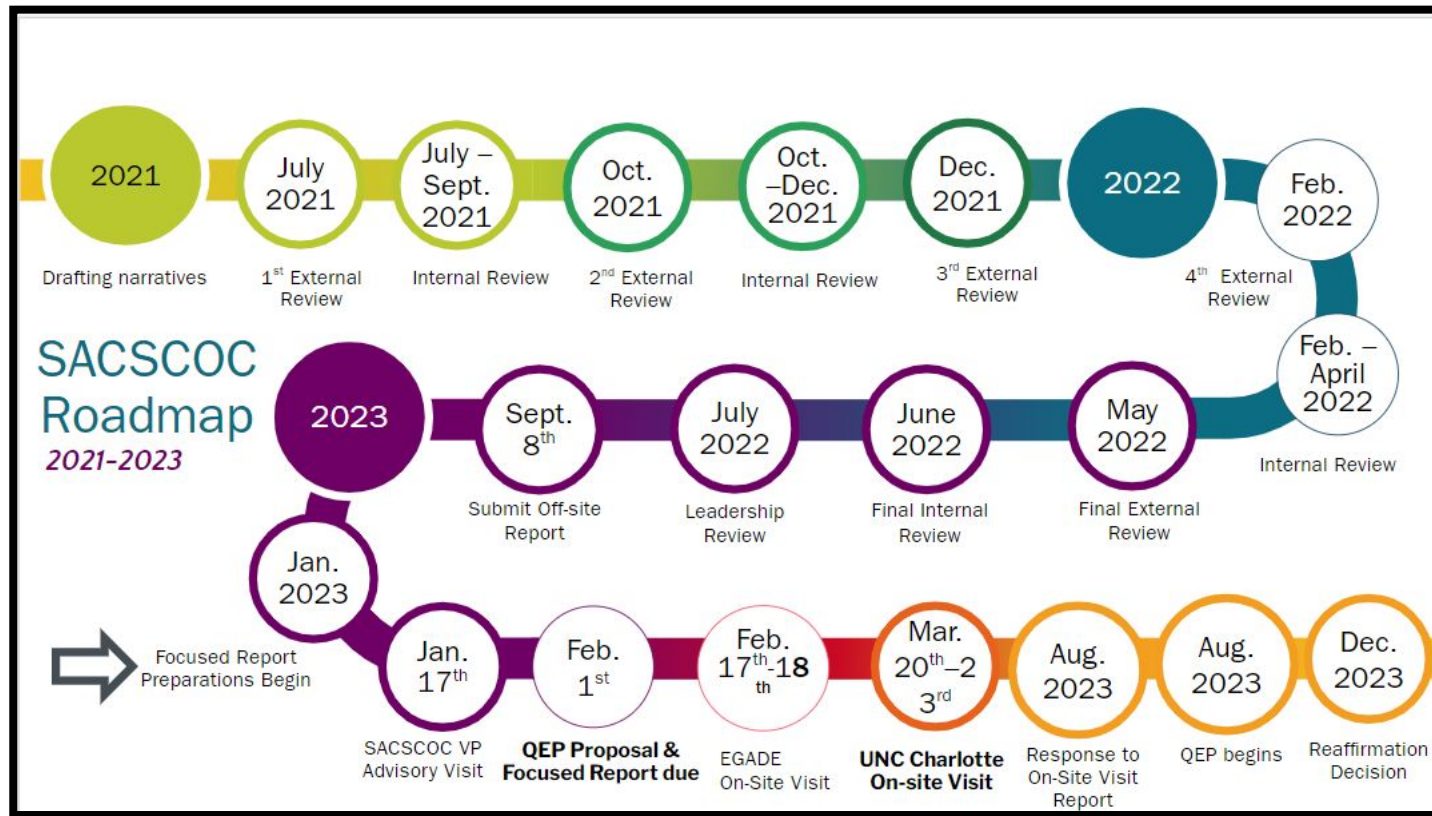 2021
Drafting narratives
July
2021
1st External
Review
July –
Sept.
2021
Internal Review
Oct.
2021
2nd External
Review
Oct.
–Dec.
2021
Internal Review
Dec.
2021
3rd External
Review
2022
Feb.
2022
4th External
Review
Feb. –
April
2022
Internal Review
May
2022
Final External
Review
June
2022
Final Internal
Review
July
2022
Leadership
Review
Sept.
8th
Submit Off-site
Report
2023
SACSCOC
Roadmap
2021–2023
Jan.
2023
Focused Report
Preparations Begin
Jan.
17th
SACSCOC VP
Advisory Visit
Feb.
1st
QEP Proposal &
Focused Report due
Feb.
17th-18
th
EGADE
On-Site Visit
Mar.
20th–2
3rd
UNC Charlotte
On-site Visit
Aug.
2023
Response to
On-Site Visit
Report
Aug.
2023
QEP begins
Dec.
2023
Reaffirmation
Decision